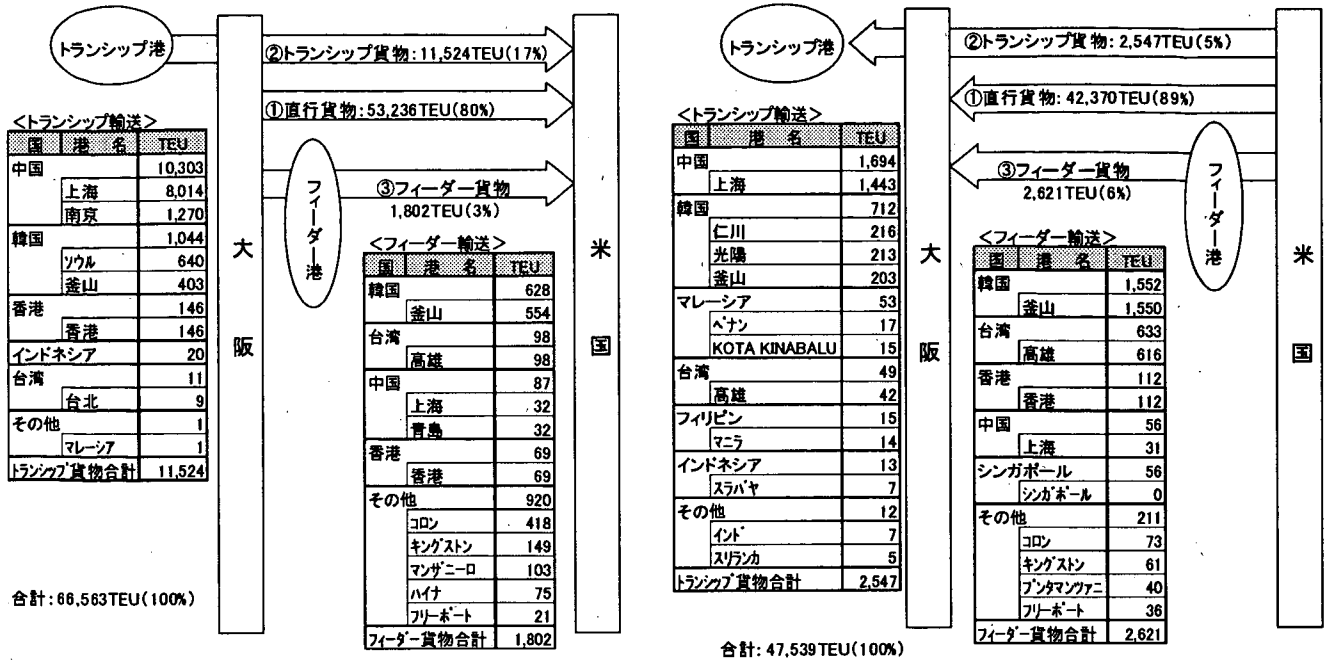 トランシップ港
②トランシップ貨物:11,524TEU(17%)
①直行貨物:53,236TEU(80%)
③フィーダー貨物
1,802TEU(3%)
フィーダー港
大阪
米国
<トランシップ輸送>
国 港 名 TEU
中国 10,303
上海 8,014
南京 1,270
韓国 1,044
ソウル 640
釜山 403
香港 146
香港 146
インドネシア 20
台湾 11
台北 9
その他 1
マレーシア 1
トランシップ貨物合計 11,524
合計:66,563TEU(100%)
<フィーダー輸送>
国 港 名 TEU
韓国 628
釜山 554
台湾 98
高雄 98
中国 87
上海 32
青島 32
香港 69
香港 69
その他 920
コロン 418
キングストン 149
マンザニーロ 103
ハイナ 75
フリーポート 21
フィーダー貨物合計 1,802
トランシップ港
②トランシップ貨物:2,547TEU(5%)
①直行貨物:42,370TEU(89%)
③フィーダー貨物
2,621TEU(6%)
フィーダー港
大阪
米国
<トランシップ輸送>
国 港 名 TEU
中国 1,694
上海 1,443
韓国 712
仁川 216
光陽 213
釜山 203
マレーシア 53
ペナン 17
KOTA KINABALU 15
台湾 49
高雄 42
フィリピン 15
マニラ 14
インドネシア 13
スラバヤ 7
その他 12
インド 7
スリランカ 5
トランシップ貨物合計 2,547
合計:47,539TEU(100%)
<フィーダー輸送>
国 港 名 TEU
韓国 1,552
釜山 1,550
台湾 633
高雄 616
香港 112
香港 112
中国 56
上海 31
シンガポール 56
シンガポール 0
その他 211
コロン 73
キングストン 61
プンタマンツァニ 40
フリーポート 36
フィーダー貨物合計 2,621